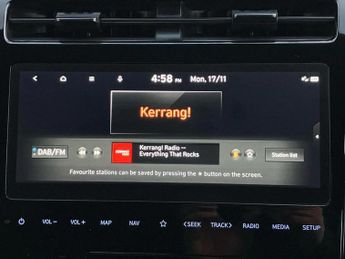 4:58 PM Mon, 17/11
Kerrang!
DAB/FM
Kerrang! Radio —
Everything That Rocks
Station list
Favourite stations can be saved by pressing the ★ button on the screen.
VOL − VOL + MAP NAV ☆ <SEEK TRACK> RADIO MEDIA SETUP